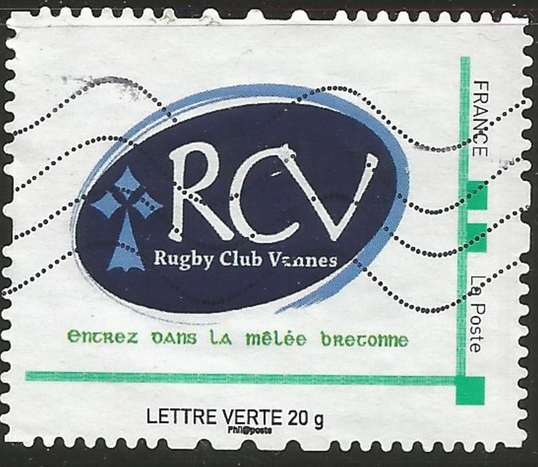 RCV
Rugby Club Vannes
entrez dans la mêlée bretonne
FRANCE
La Poste
LETTRE VERTE 20 g
Phil@poste